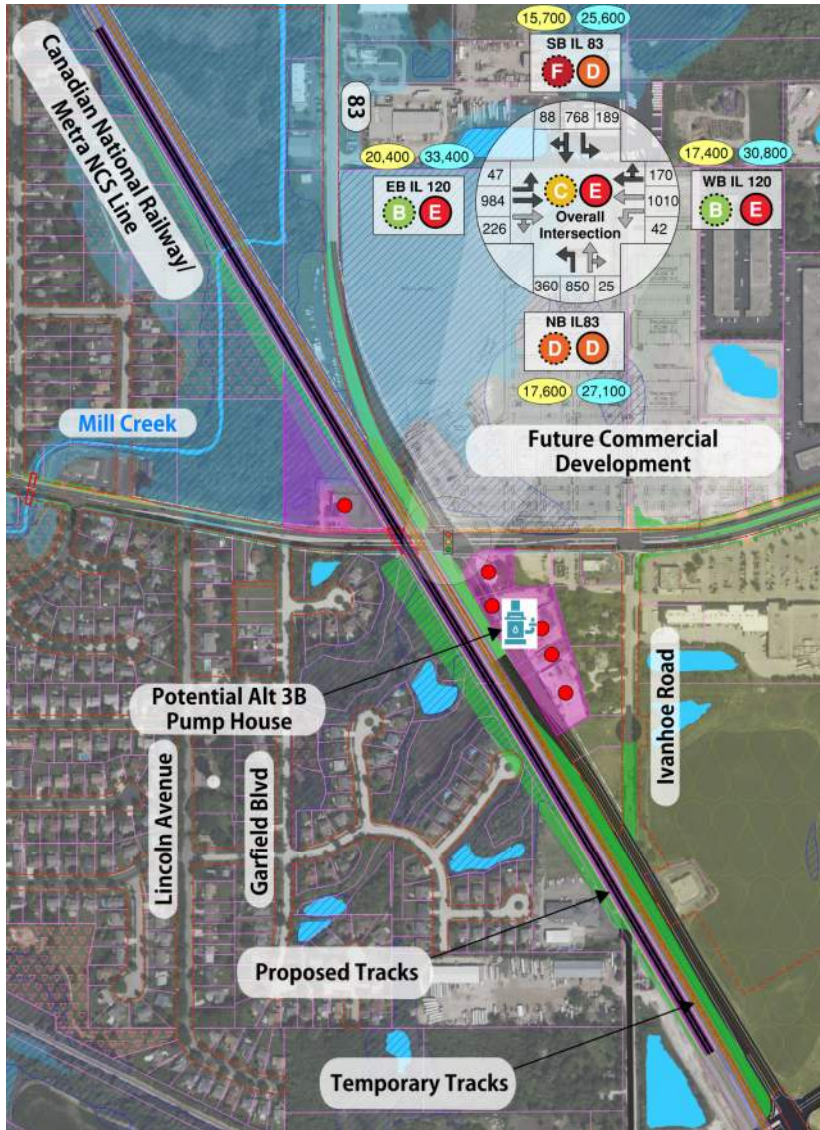 Canadian National Railway/
Metra NCS Line
83
15,700 25,600
SB IL 83
F D
88 768 189
20,400 33,400
EB IL 120
B E
17,400 30,800
WB IL 120
B E
47
984
226
C E
Overall
Intersection
170
1010
42
360 850 25
NB IL83
D D
17,600 27,100
Mill Creek
Future Commercial
Development
Potential Alt 3B
Pump House
Lincoln Avenue
Garfield Blvd
Ivanhoe Road
Proposed Tracks
Temporary Tracks